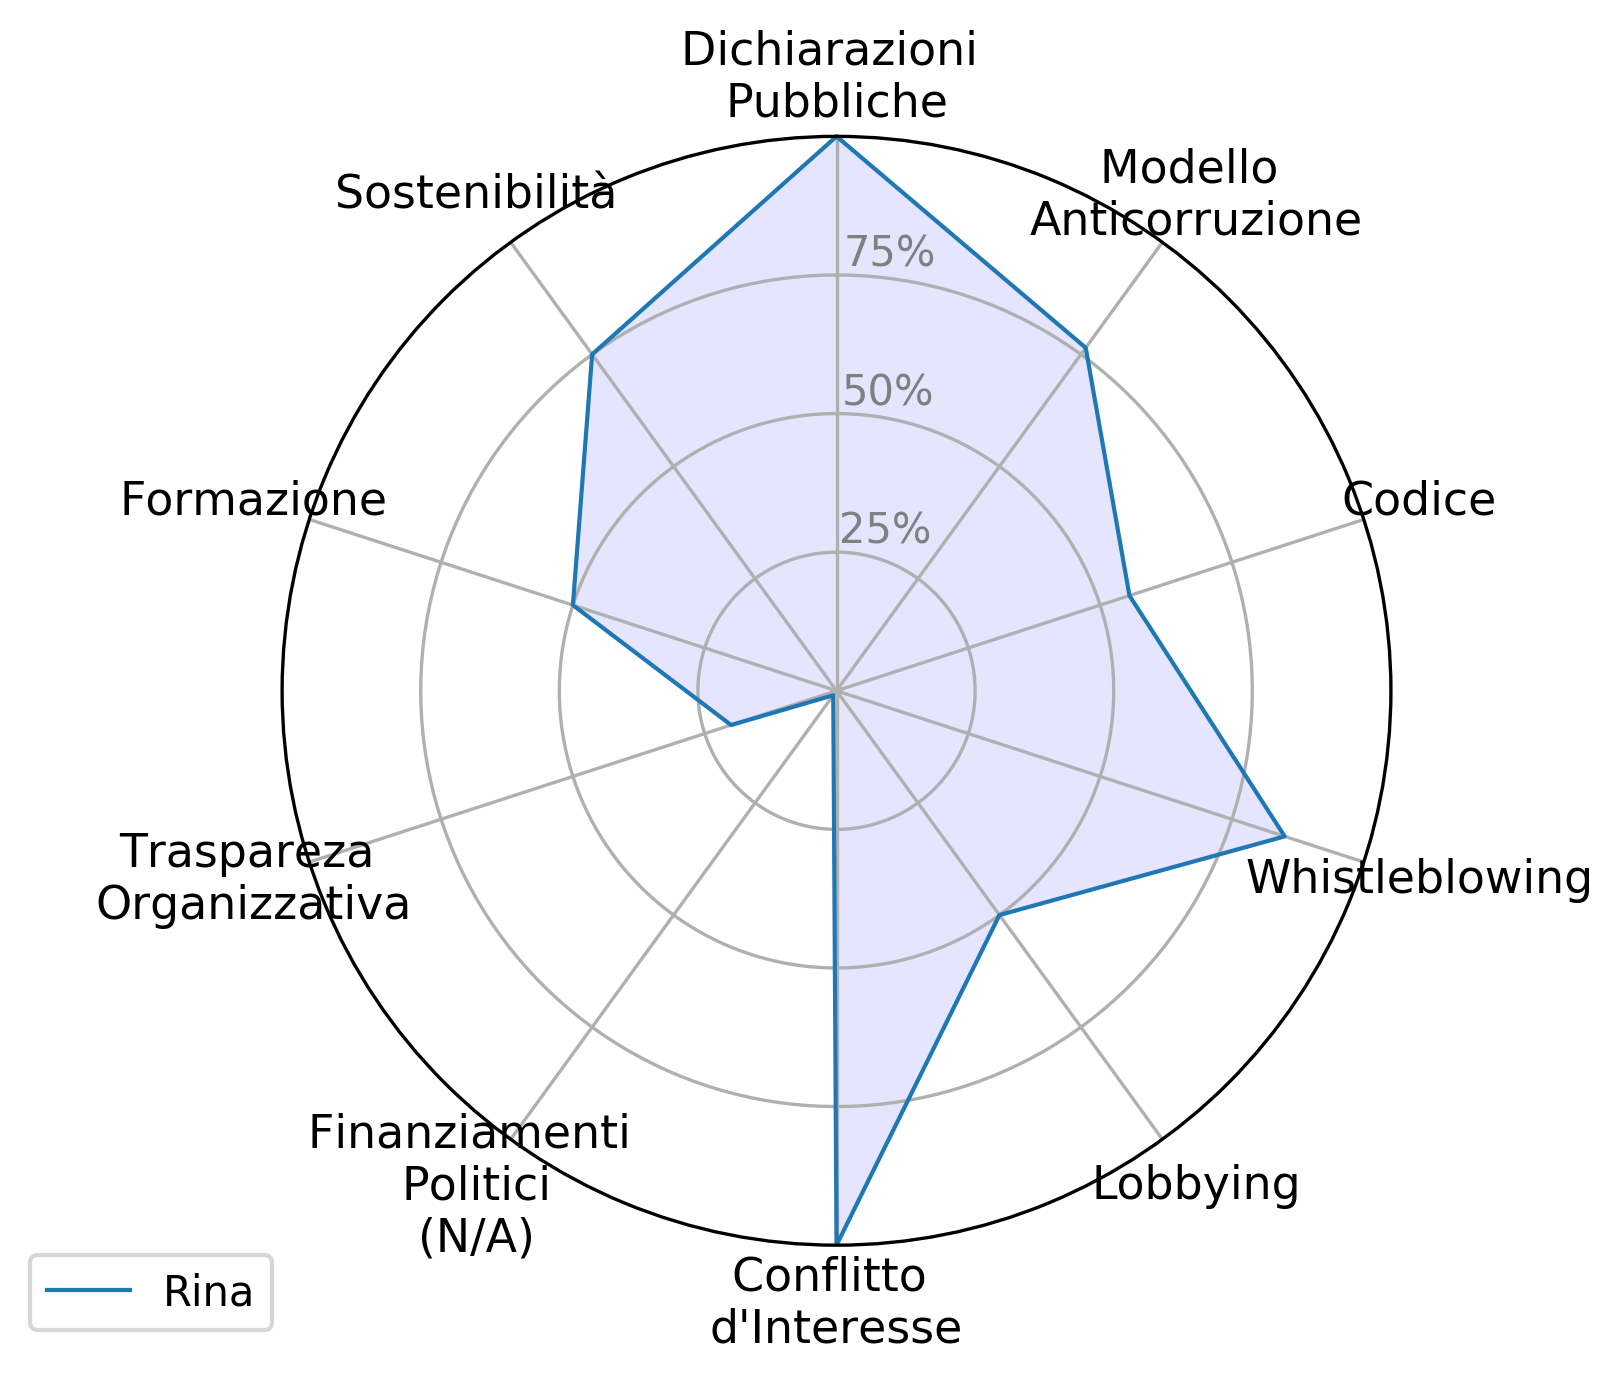 Dichiarazioni
Pubbliche
Modello
Anticorruzione
Sostenibilità
75%
50%
25%
Formazione
Codice
Traspareza
Organizzativa
Whistleblowing
Finanziamenti
Politici
(N/A)
Lobbying
Conflitto
d'Interesse
Rina